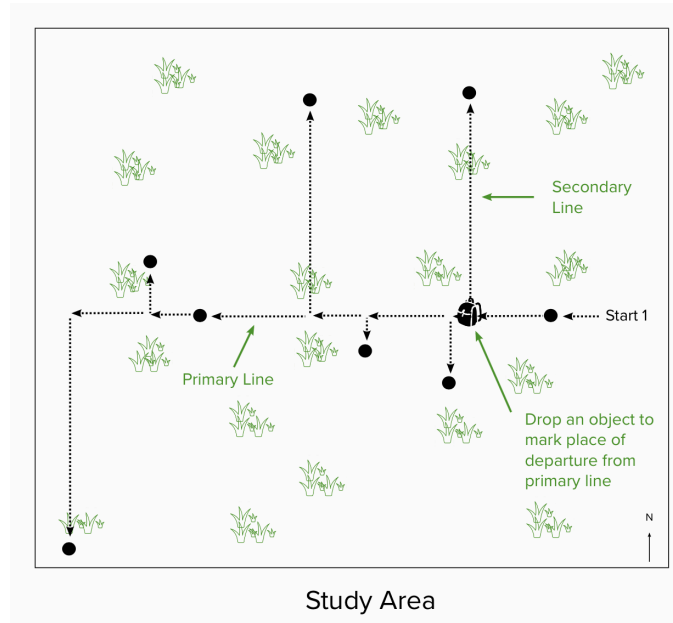 Secondary
Line
Start 1
Primary Line
Drop an object to
mark place of
departure from
primary line
N
Study Area